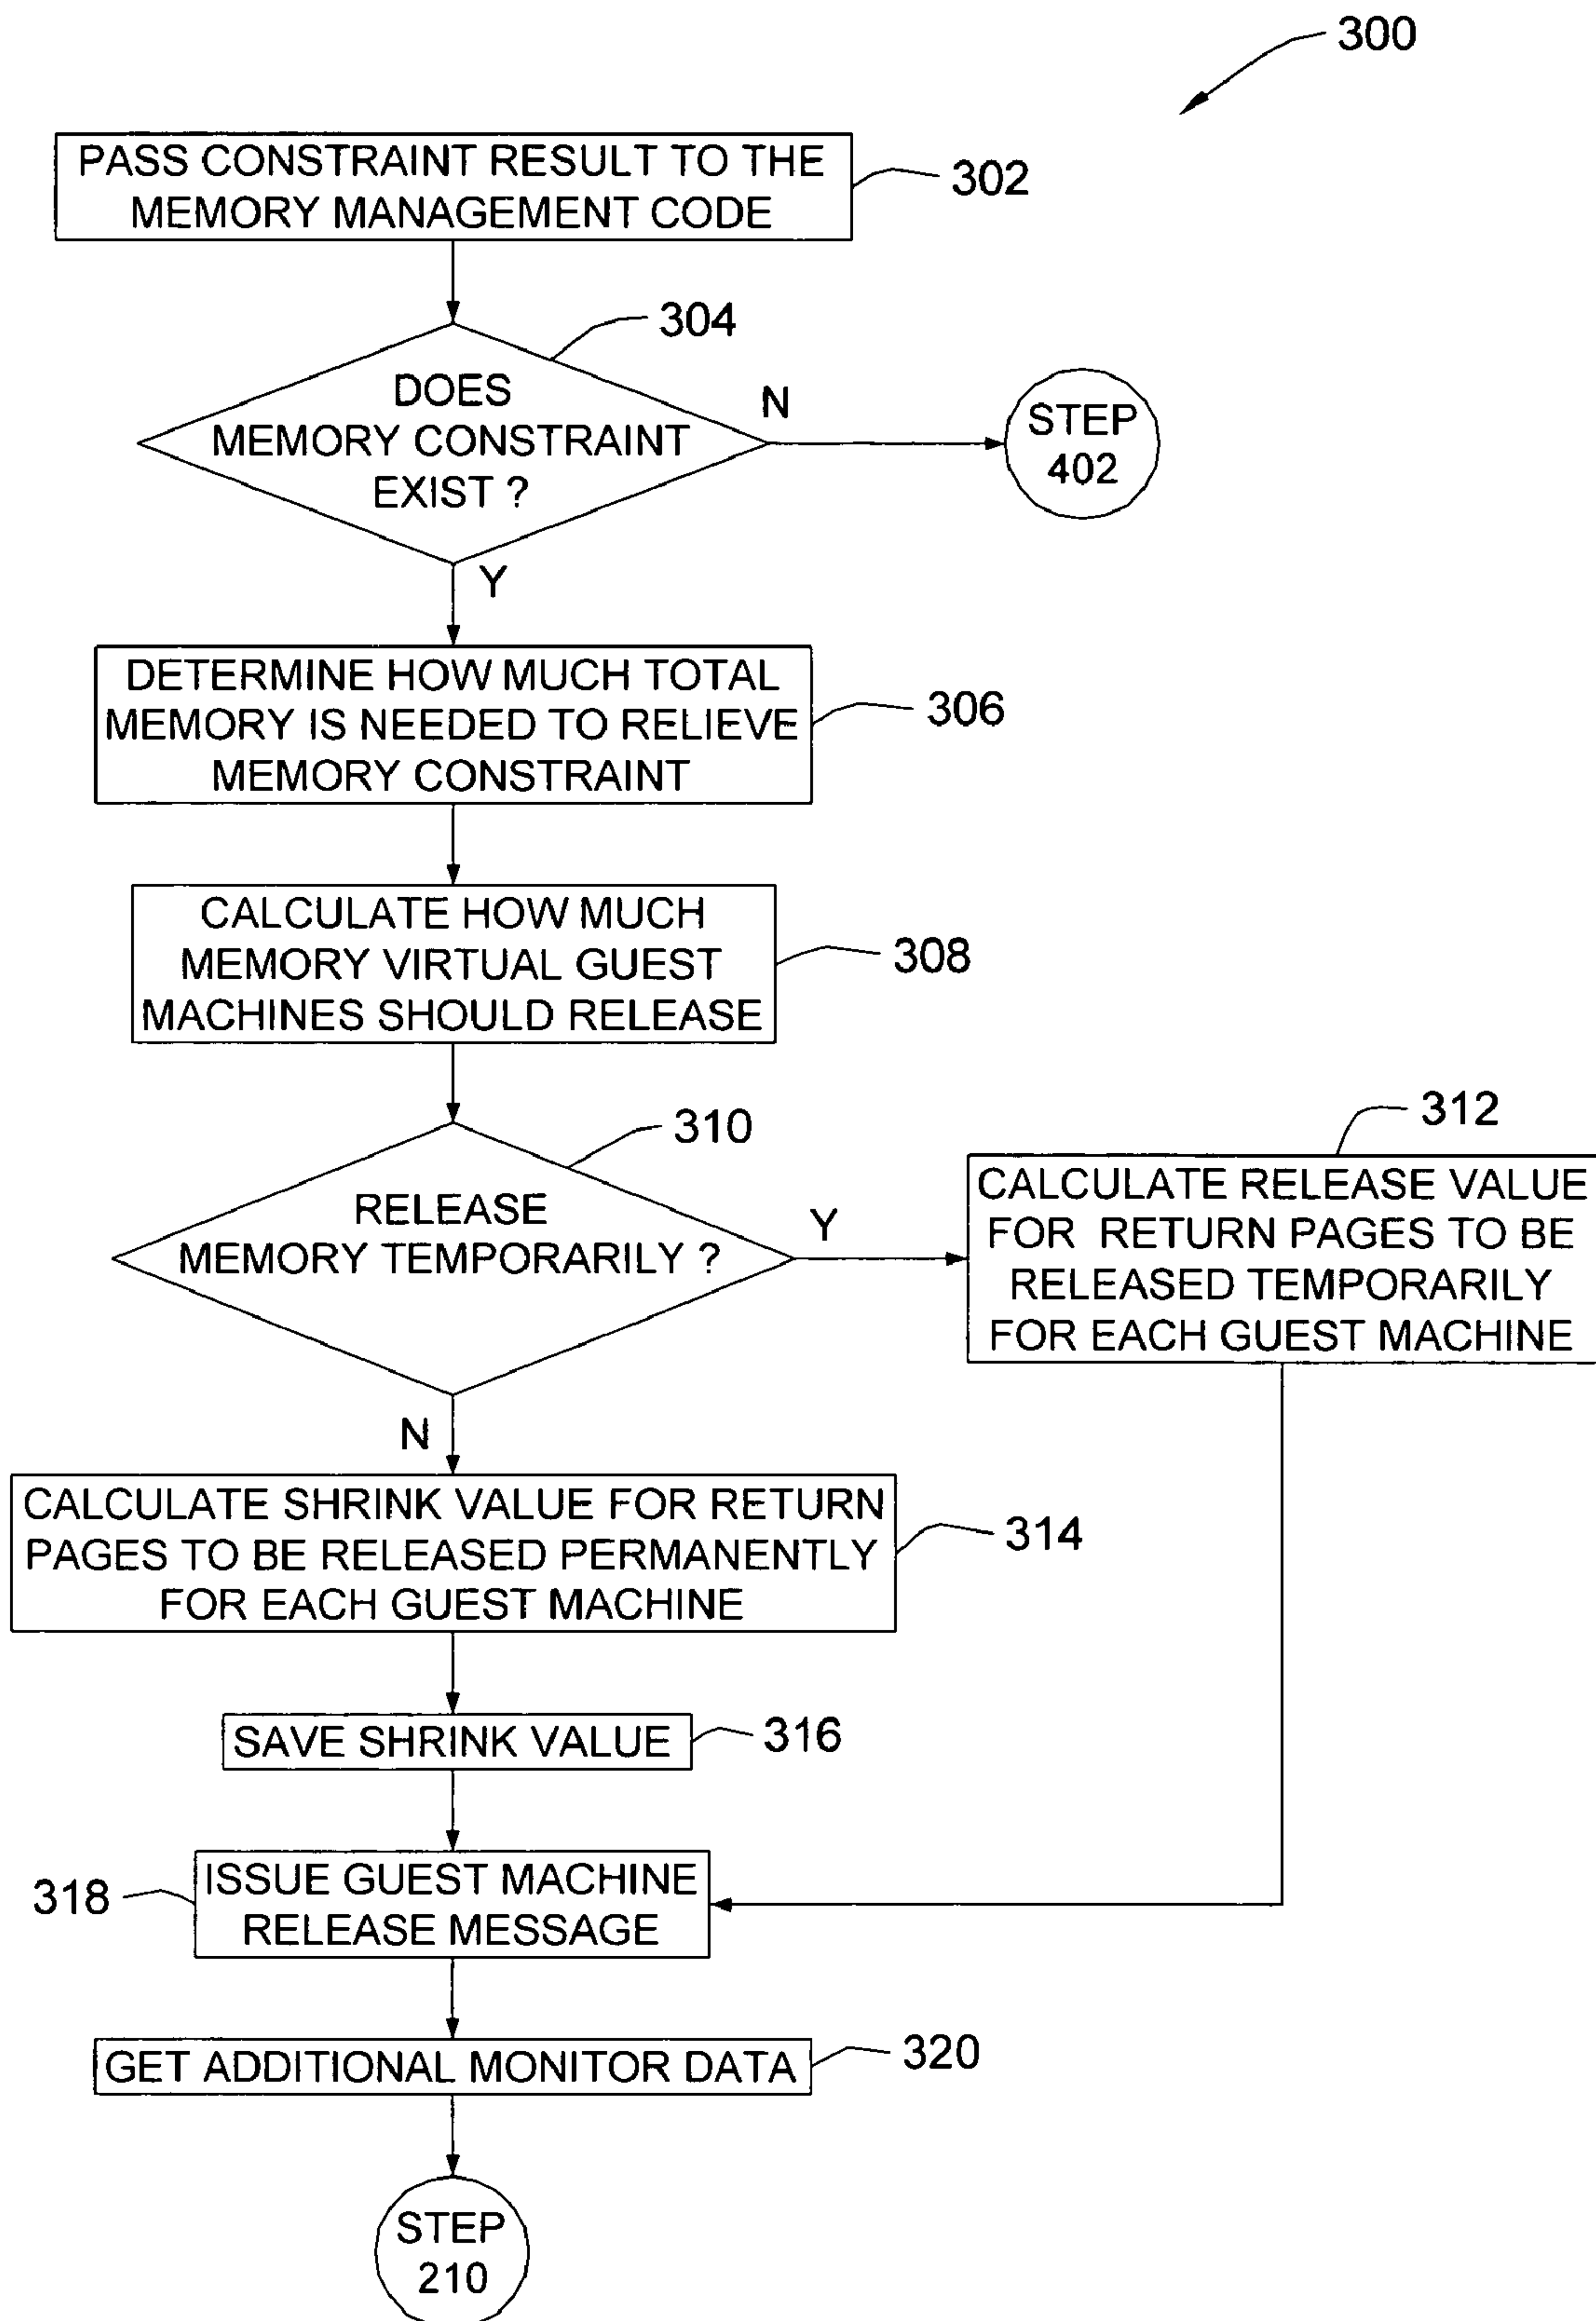 300
PASS CONSTRAINT RESULT TO THE
MEMORY MANAGEMENT CODE
302
304
DOES
MEMORY CONSTRAINT
EXIST ?
N
STEP
402
Y
DETERMINE HOW MUCH TOTAL
MEMORY IS NEEDED TO RELIEVE
MEMORY CONSTRAINT
306
CALCULATE HOW MUCH
MEMORY VIRTUAL GUEST
MACHINES SHOULD RELEASE
308
310
RELEASE
MEMORY TEMPORARILY ?
Y
312
CALCULATE RELEASE VALUE
FOR RETURN PAGES TO BE
RELEASED TEMPORARILY
FOR EACH GUEST MACHINE
N
CALCULATE SHRINK VALUE FOR RETURN
PAGES TO BE RELEASED PERMANENTLY
FOR EACH GUEST MACHINE
314
SAVE SHRINK VALUE
316
318
ISSUE GUEST MACHINE
RELEASE MESSAGE
GET ADDITIONAL MONITOR DATA
320
STEP
210